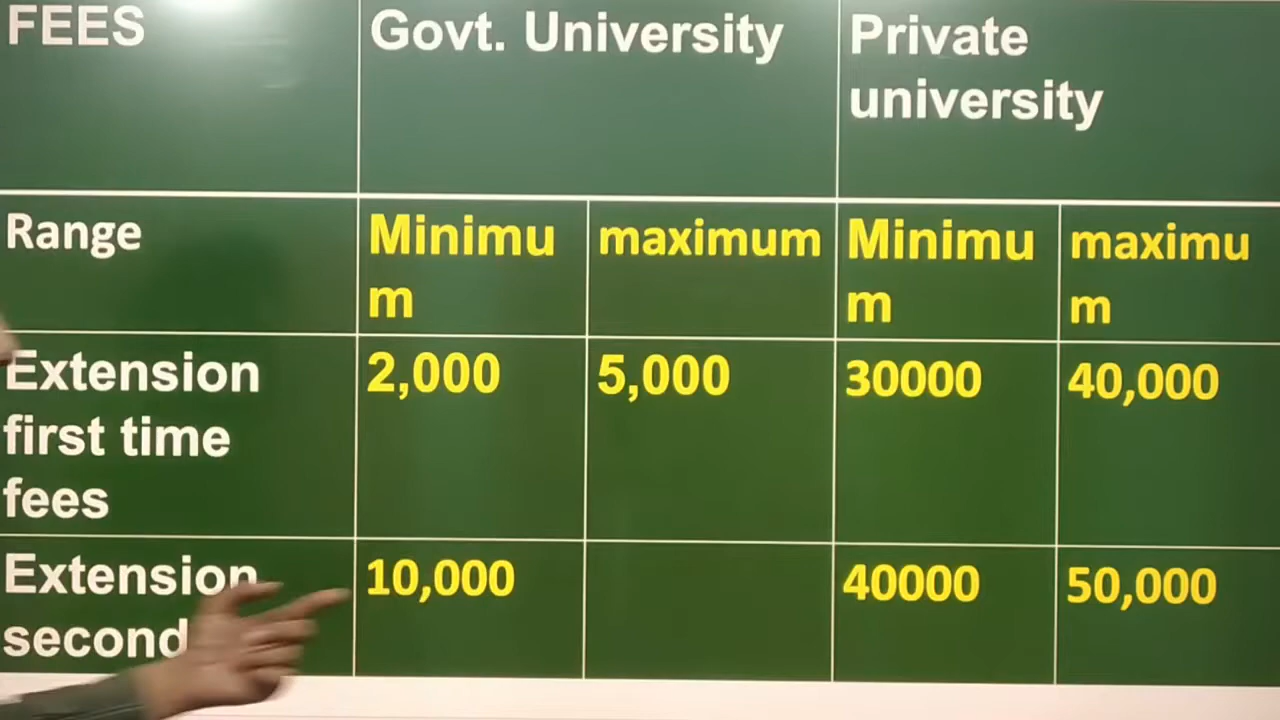 FEES
Govt. University
Private
university
Range
Minimu
m
maximum
Minimu
m
maximu
m
Extension
first time
fees
2,000
5,000
30000
40,000
Extension
second
10,000
40000
50,000